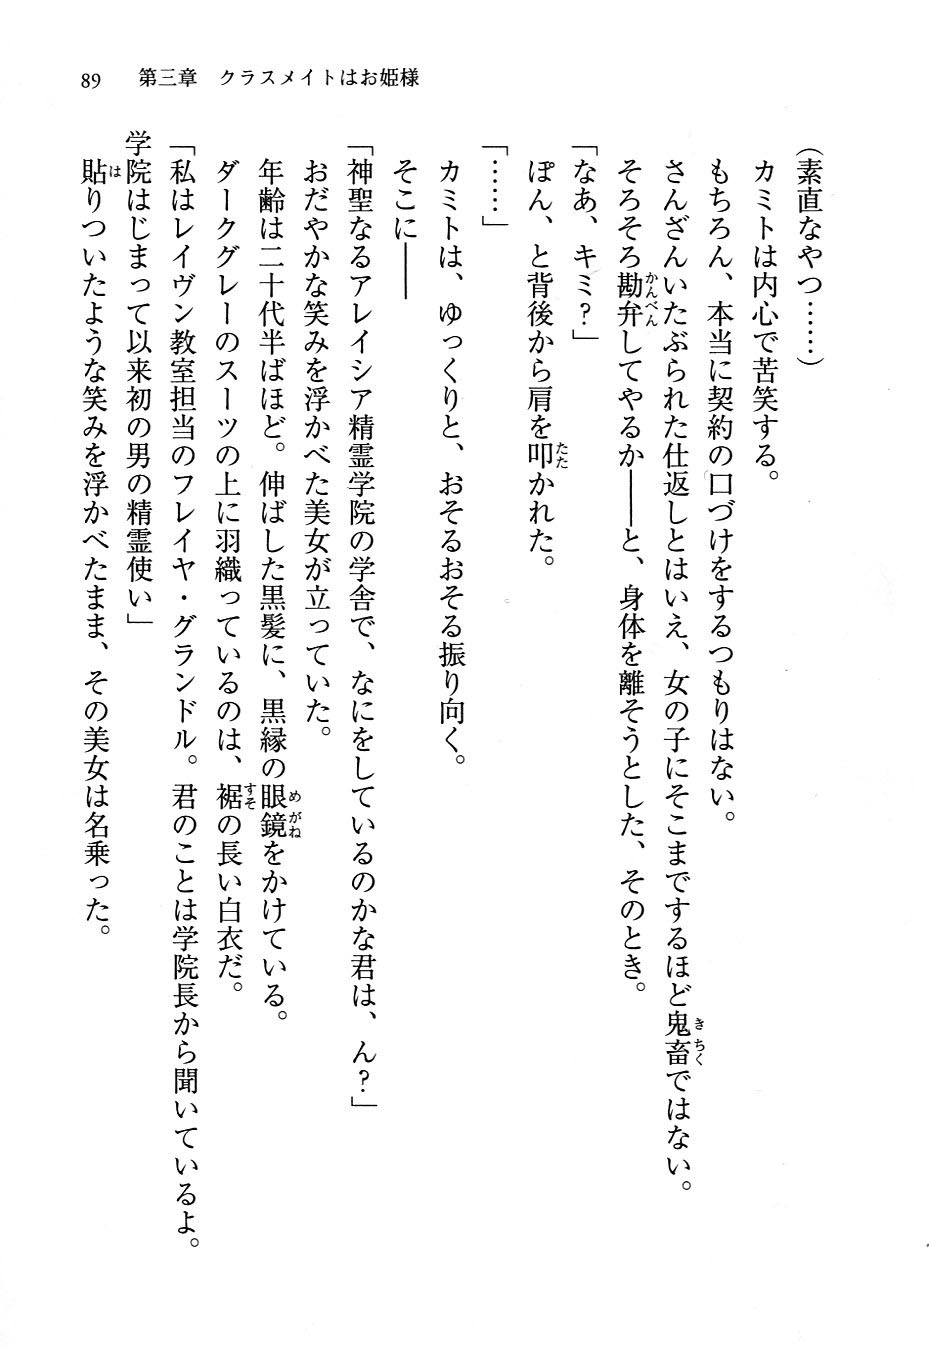 89 第三章 クラスメイトはお姫様
(素直なやつ……)
カミトは内心で苦笑する。
もちろん、本当に契約の口づけをするつもりはない。
さんざんいたぶられた仕返しとはいえ、女の子にそこまでするほど鬼畜ではない。
そろそろ勘弁してやるか――と、身体を離そうとした、そのとき。
「なあ、キミ?」
ぽん、と背後から肩を叩かれた。
「……」
カミトは、ゆっくりと、おそるおそる振り向く。
そこに――
「神聖なるアレイシア精霊学院の学舎で、なにをしているのかな君は、ん?」
おだやかな笑みを浮かべた美女が立っていた。
年齢は二十代半ばほど。伸ばした黒髪に、黒縁の眼鏡をかけている。
ダークグレーのスーツの上に羽織っているのは、裾の長い白衣だ。
「私はレイヴン教室担当のフレイヤ・グランドル。君のことは学院長から聞いているよ。
学院はじまって以来初の男の精霊使い」
貼りついたような笑みを浮かべたまま、その美女は名乗った。